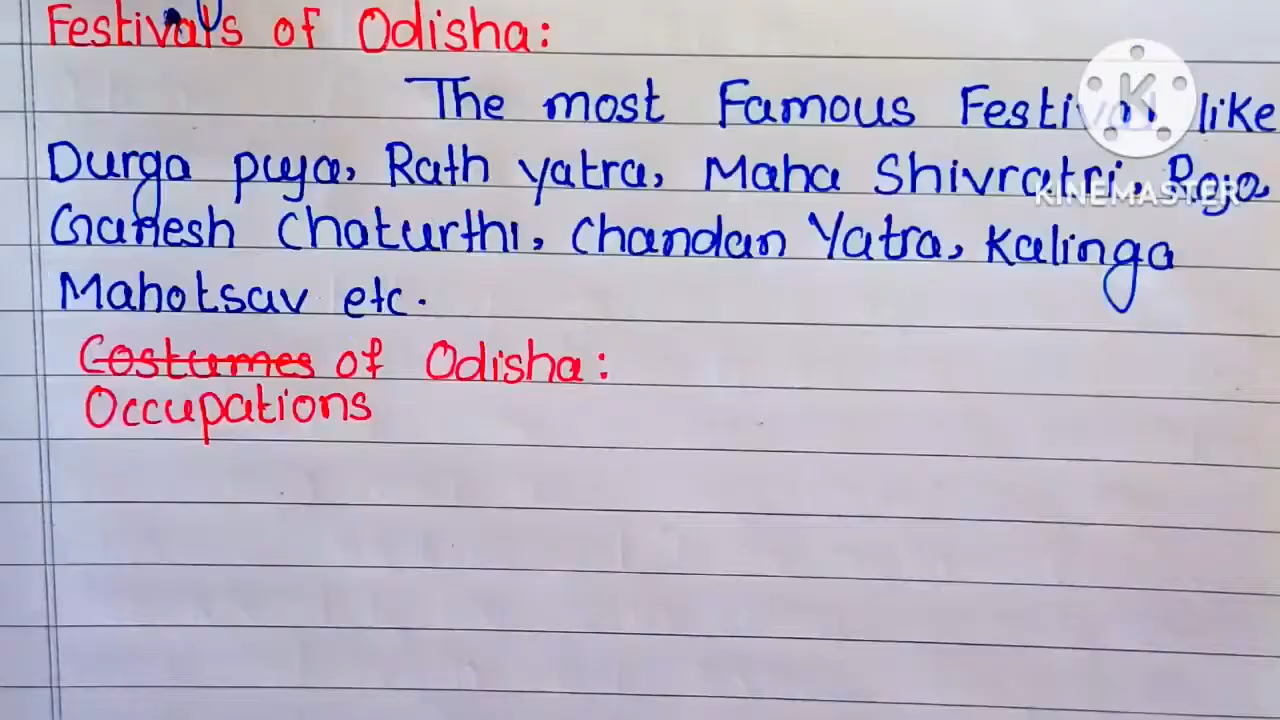 Festivals of Odisha:
The most Famous Festival like
Durga puja, Rath yatra, Maha Shivratri, Raja
Ganesh Chaturthi, Chandan Yatra, Kalinga
Mahotsav etc.
Costumes of Odisha:
Occupations
K
KINEMASTER